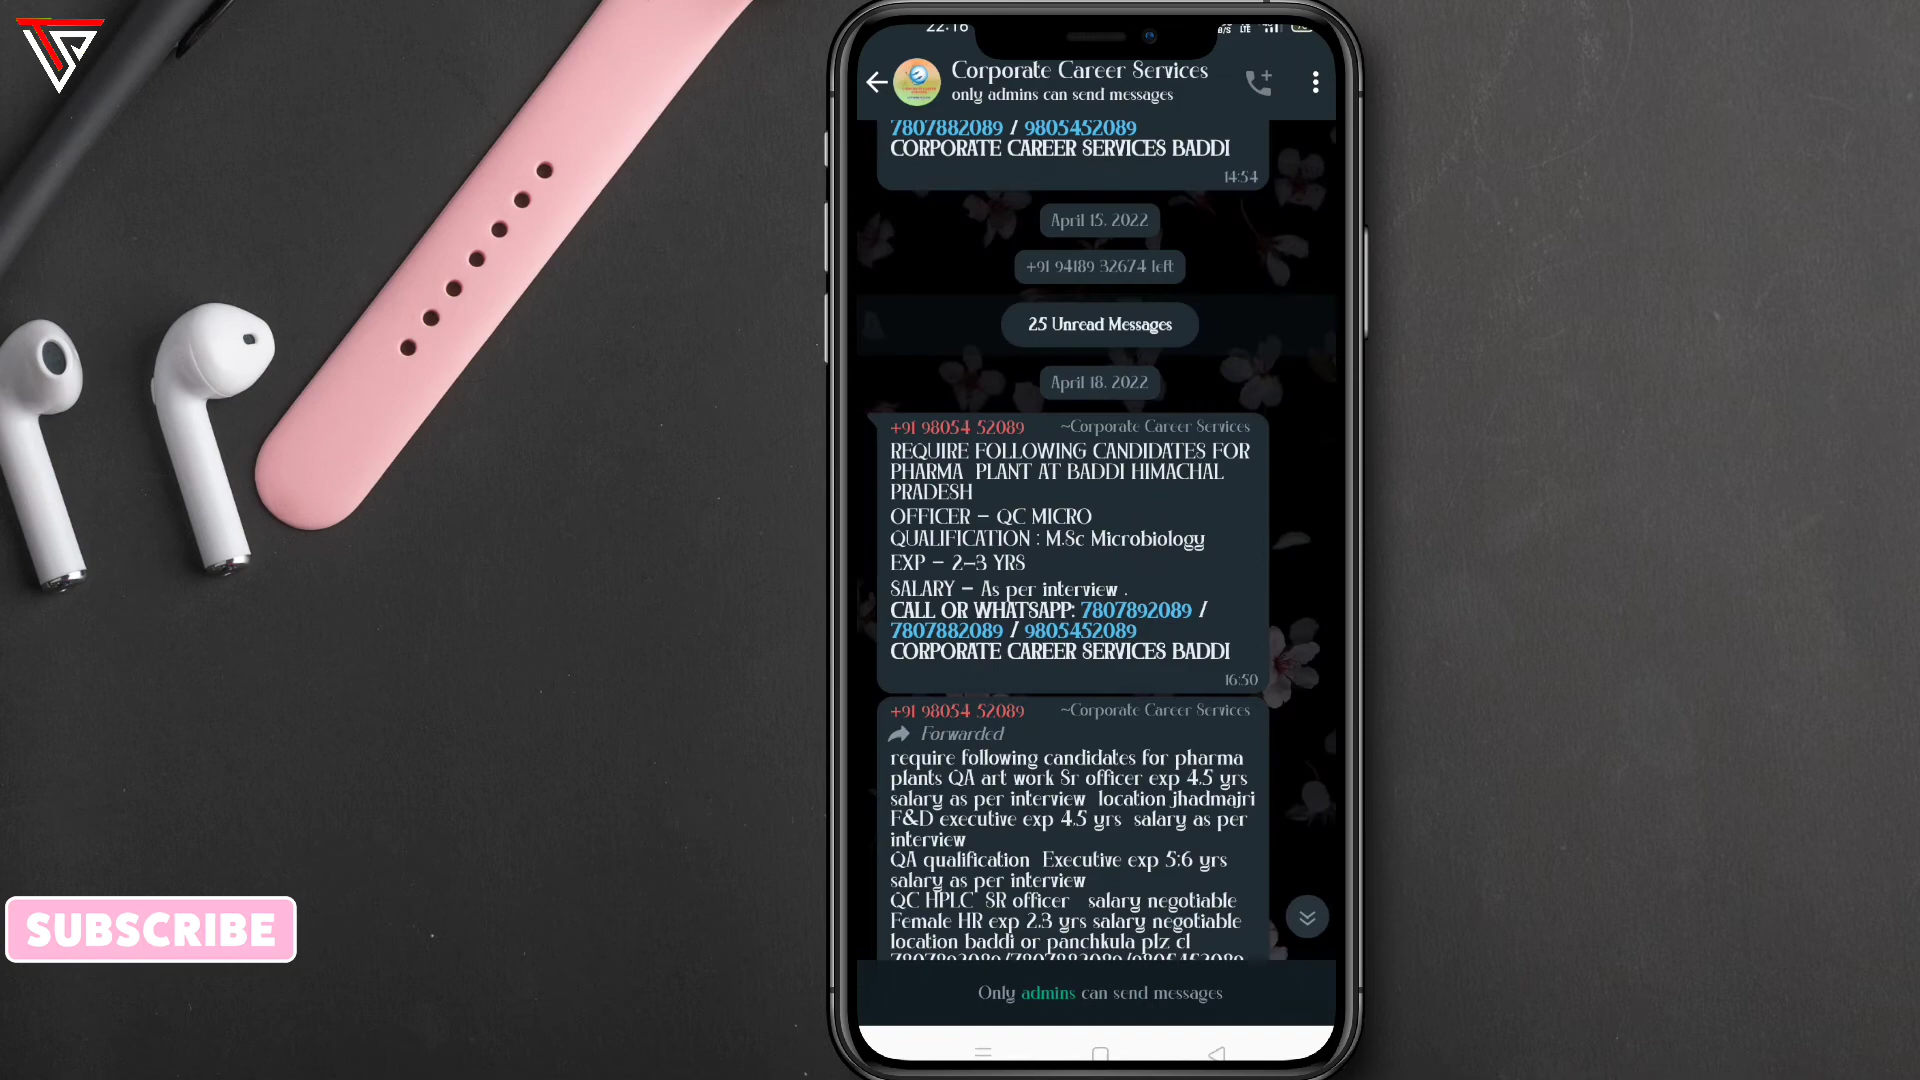 22:16
B/S LTE
Corporate Career Services
only admins can send messages
7807882089 / 9805452089
CORPORATE CAREER SERVICES BADDI
14:54
April 15, 2022
+91 94189 32674 left
25 Unread Messages
April 18, 2022
+91 98054 52089 ~Corporate Career Services
REQUIRE FOLLOWING CANDIDATES FOR
PHARMA PLANT AT BADDI HIMACHAL
PRADESH
OFFICER – QC MICRO
QUALIFICATION : M.Sc Microbiology
EXP – 2–3 YRS
SALARY – As per interview .
CALL OR WHATSAPP: 7807892089 /
7807882089 / 9805452089
CORPORATE CAREER SERVICES BADDI
16:50
+91 98054 52089 ~Corporate Career Services
Forwarded
require following candidates for pharma
plants QA art work Sr officer exp 4.5 yrs
salary as per interview location jhadmajri
F&D executive exp 4.5 yrs salary as per
interview
QA qualification Executive exp 5:6 yrs
salary as per interview
QC HPLC SR officer salary negotiable
Female HR exp 2.3 yrs salary negotiable
location baddi or panchkula plz cl
7807892089/7807882089/9805452089
Only admins can send messages
SUBSCRIBE